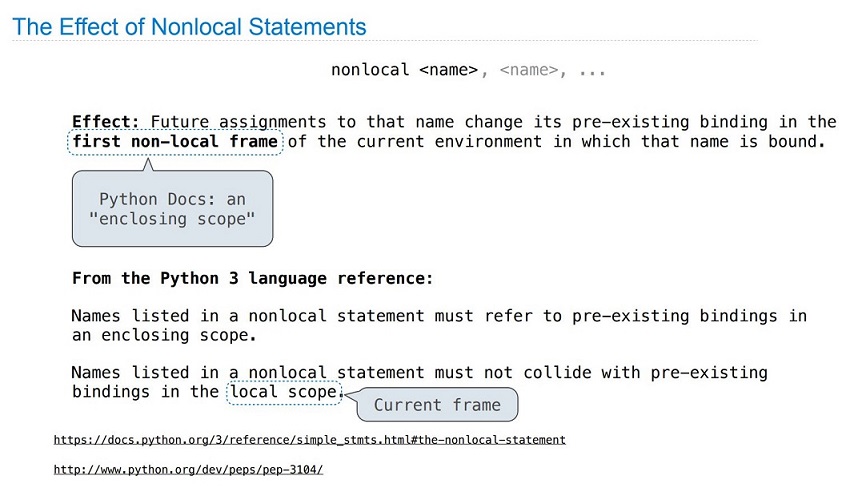 The Effect of Nonlocal Statements
nonlocal <name>, <name>, ...
Effect: Future assignments to that name change its pre-existing binding in the
first non-local frame of the current environment in which that name is bound.
Python Docs: an
"enclosing scope"
From the Python 3 language reference:
Names listed in a nonlocal statement must refer to pre-existing bindings in
an enclosing scope.
Names listed in a nonlocal statement must not collide with pre-existing
bindings in the local scope.
Current frame
https://docs.python.org/3/reference/simple_stmts.html#the-nonlocal-statement
http://www.python.org/dev/peps/pep-3104/